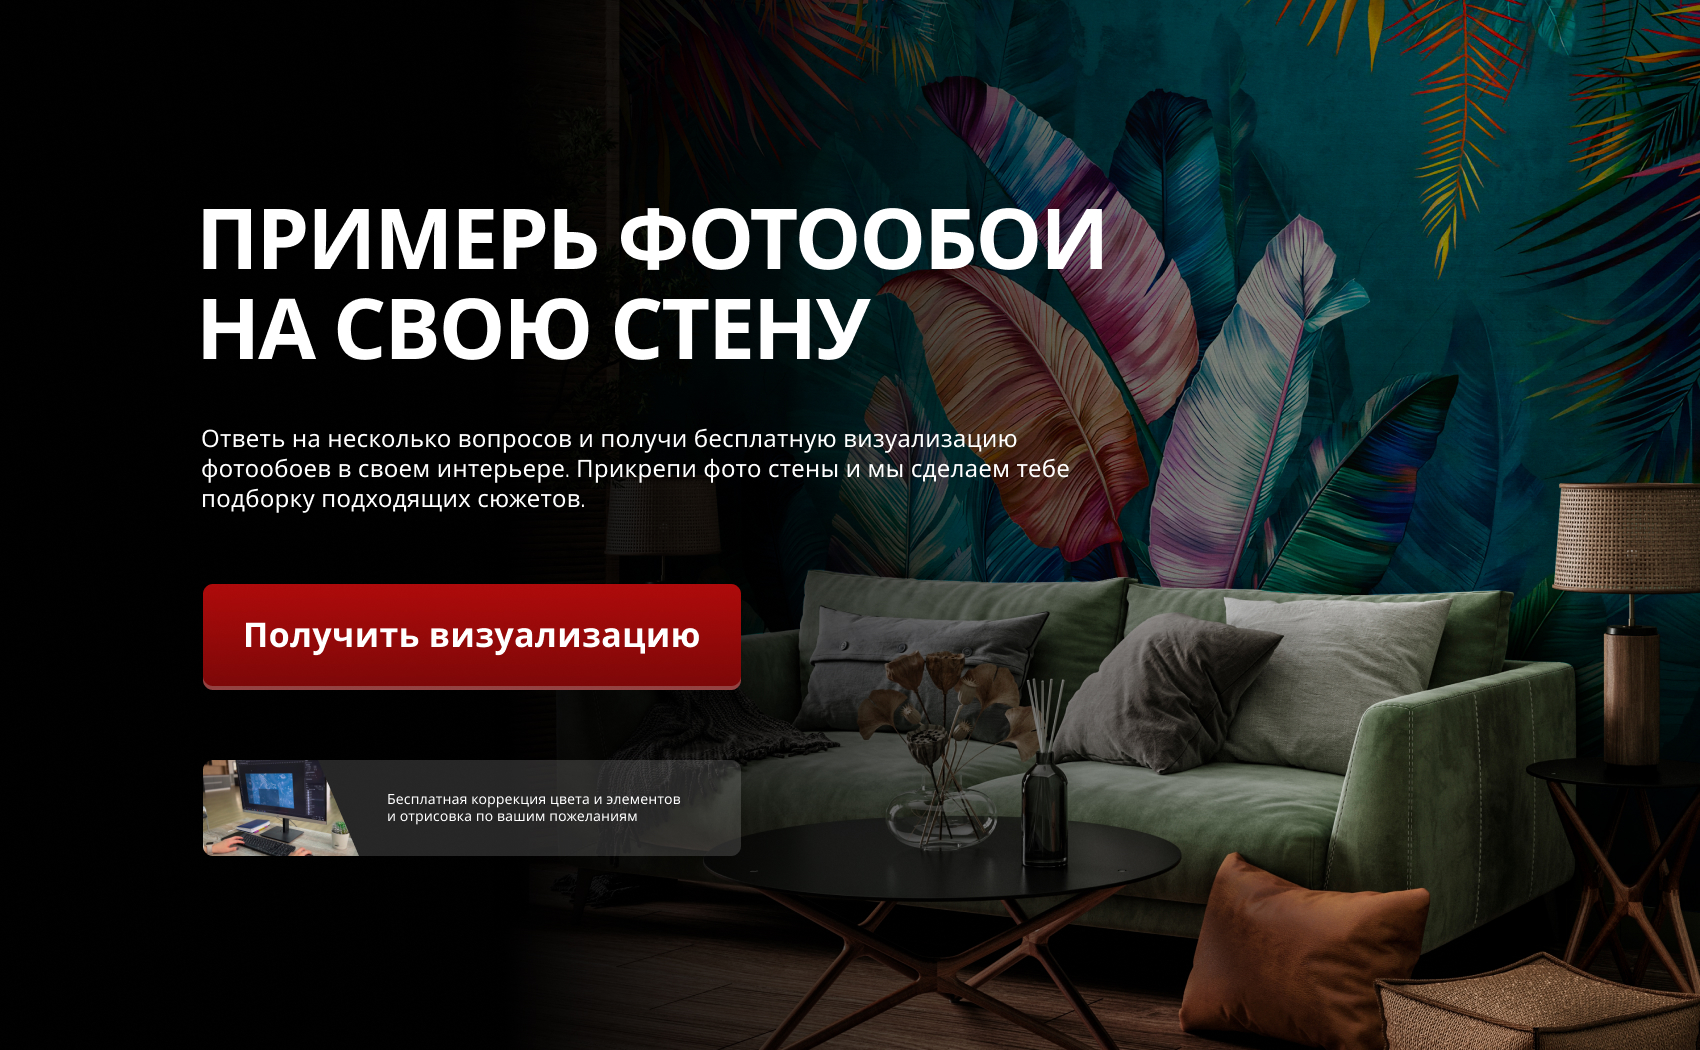 ПРИМЕРЬ ФОТООБОИ
НА СВОЮ СТЕНУ
Ответь на несколько вопросов и получи бесплатную визуализацию
фотообоев в своем интерьере. Прикрепи фото стены и мы сделаем тебе
подборку подходящих сюжетов.
Получить визуализацию
Бесплатная коррекция цвета и элементов
и отрисовка по вашим пожеланиям